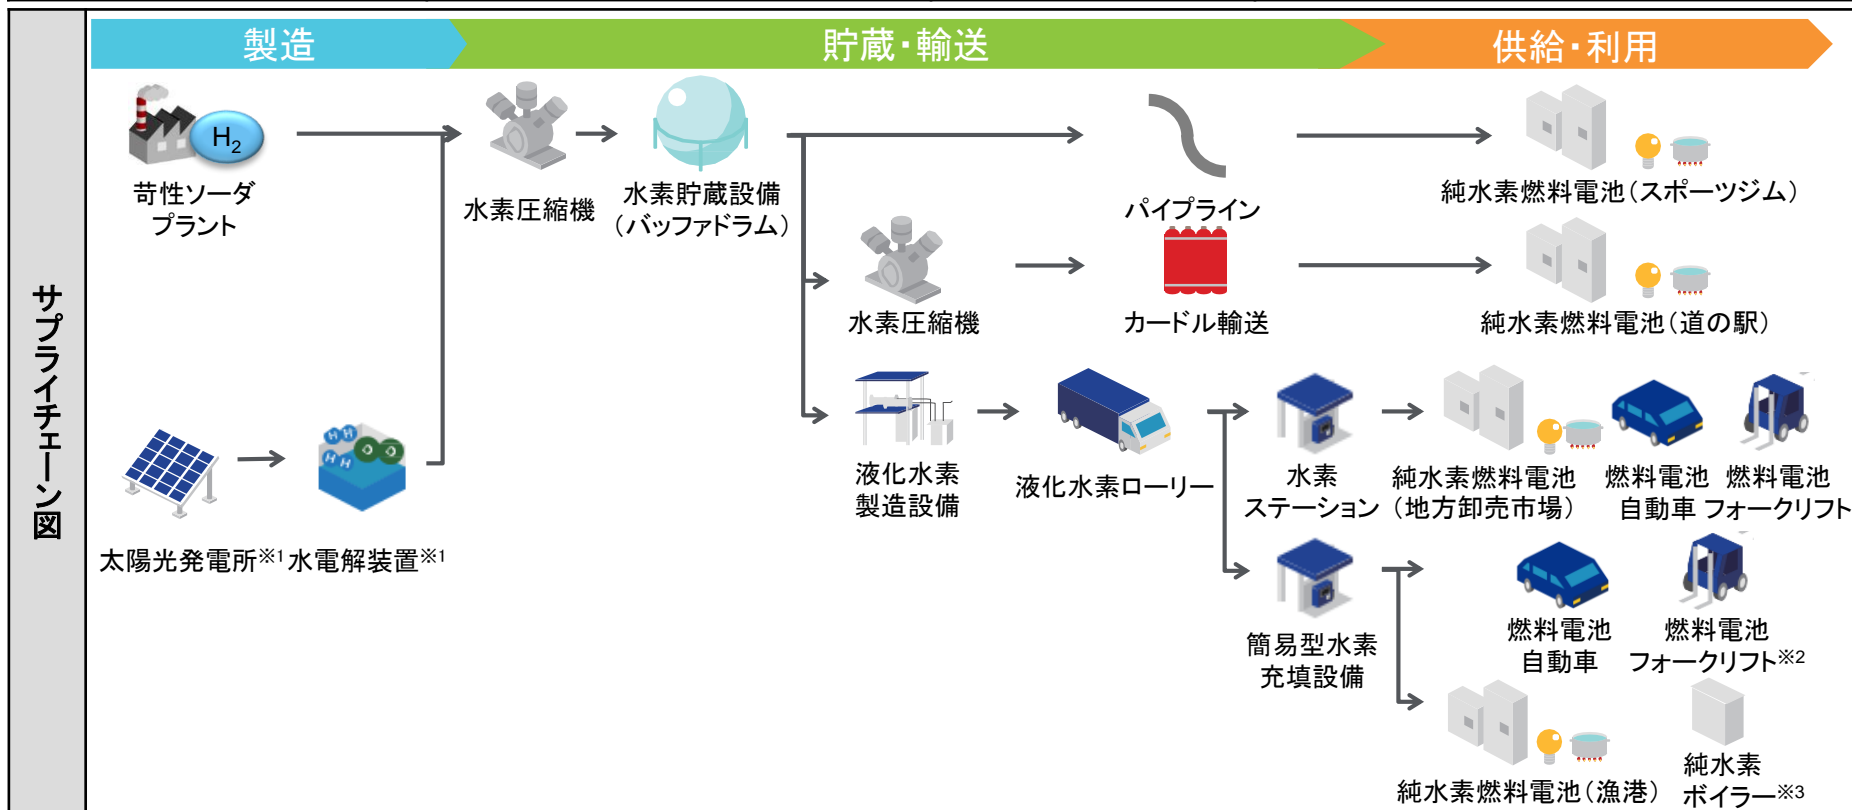 サプライチェーン図
製造
貯蔵・輸送
供給・利用
H2
苛性ソーダ
プラント
水素圧縮機
水素貯蔵設備
（バッファドラム）
パイプライン
純水素燃料電池（スポーツジム）
水素圧縮機
カードル輸送
純水素燃料電池（道の駅）
太陽光発電所※1
H H
H H
O O
水電解装置※1
液化水素
製造設備
液化水素ローリー
水素
ステーション
純水素燃料電池
（地方卸売市場）
燃料電池
自動車
燃料電池
フォークリフト
簡易型水素
充填設備
燃料電池
自動車
燃料電池
フォークリフト※2
純水素燃料電池（漁港）
純水素
ボイラー※3